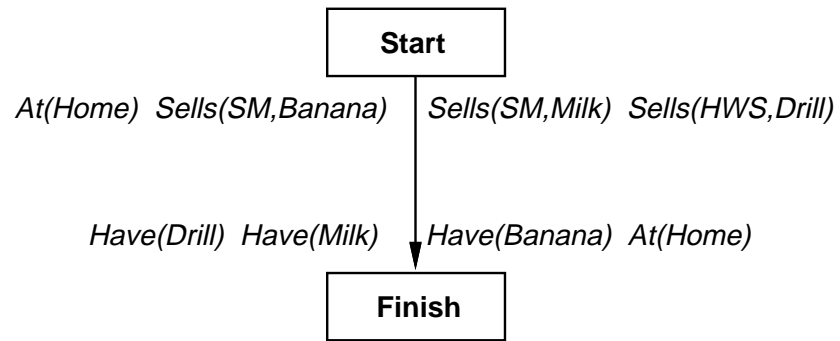 Start
At(Home) Sells(SM,Banana) Sells(SM,Milk) Sells(HWS,Drill)
Have(Drill) Have(Milk) Have(Banana) At(Home)
Finish